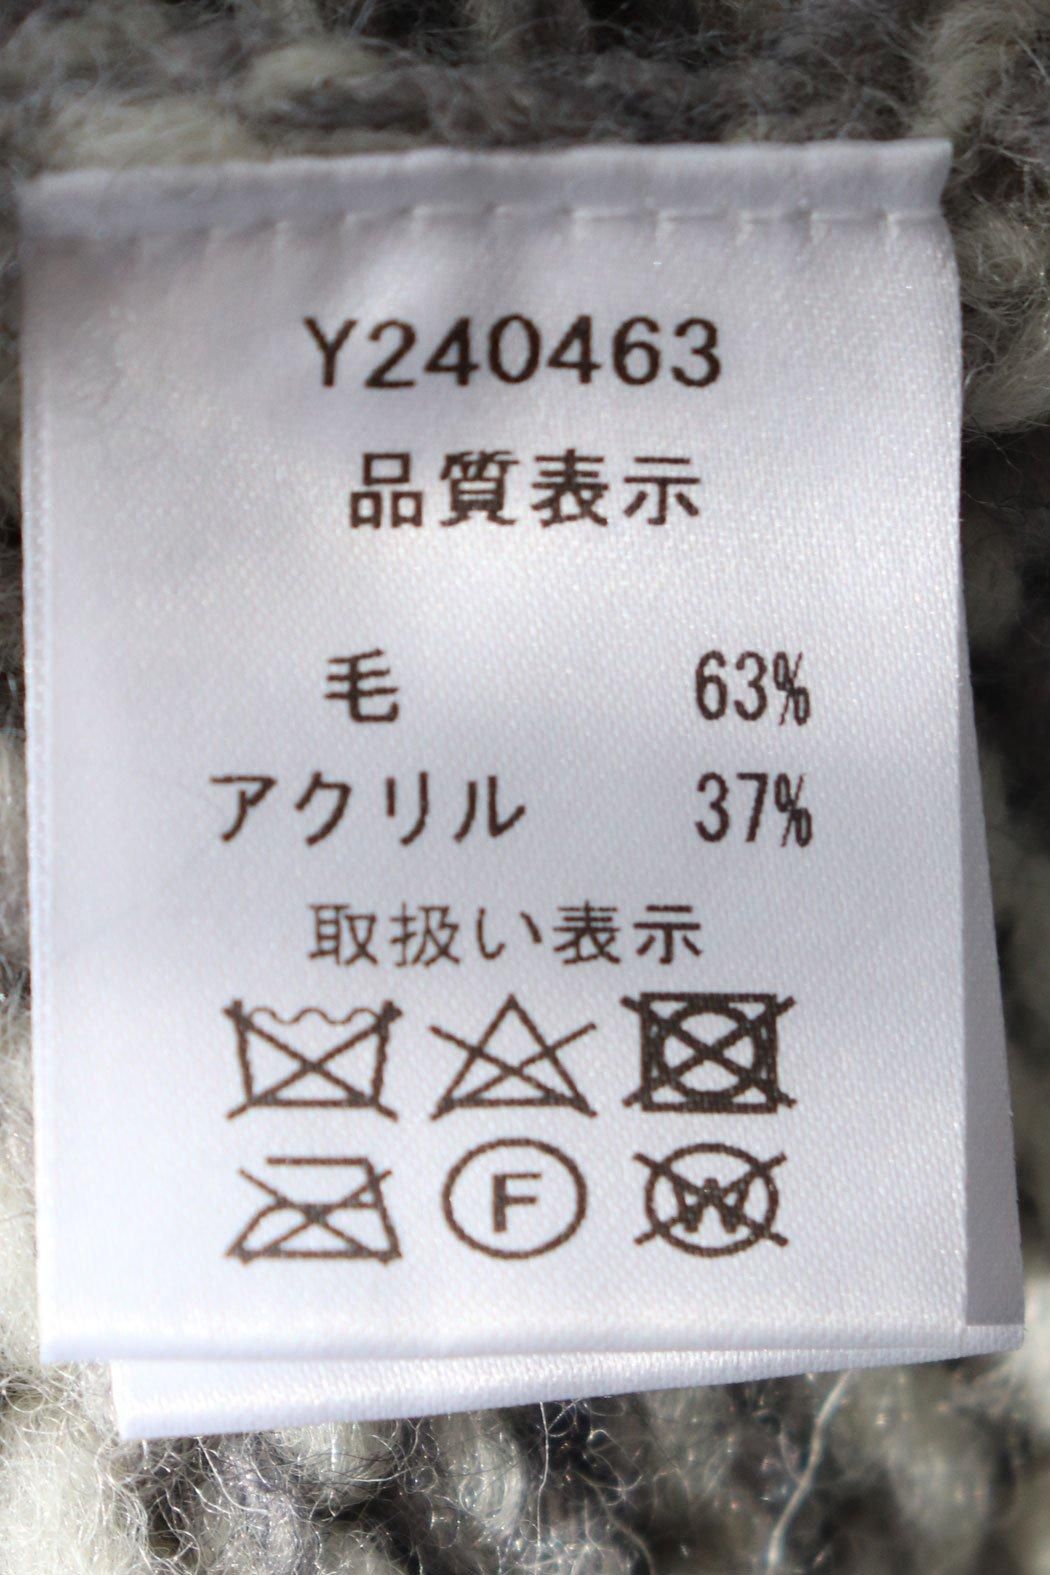 Y240463
品質表示
毛 63%
アクリル 37%
取扱い表示
F W